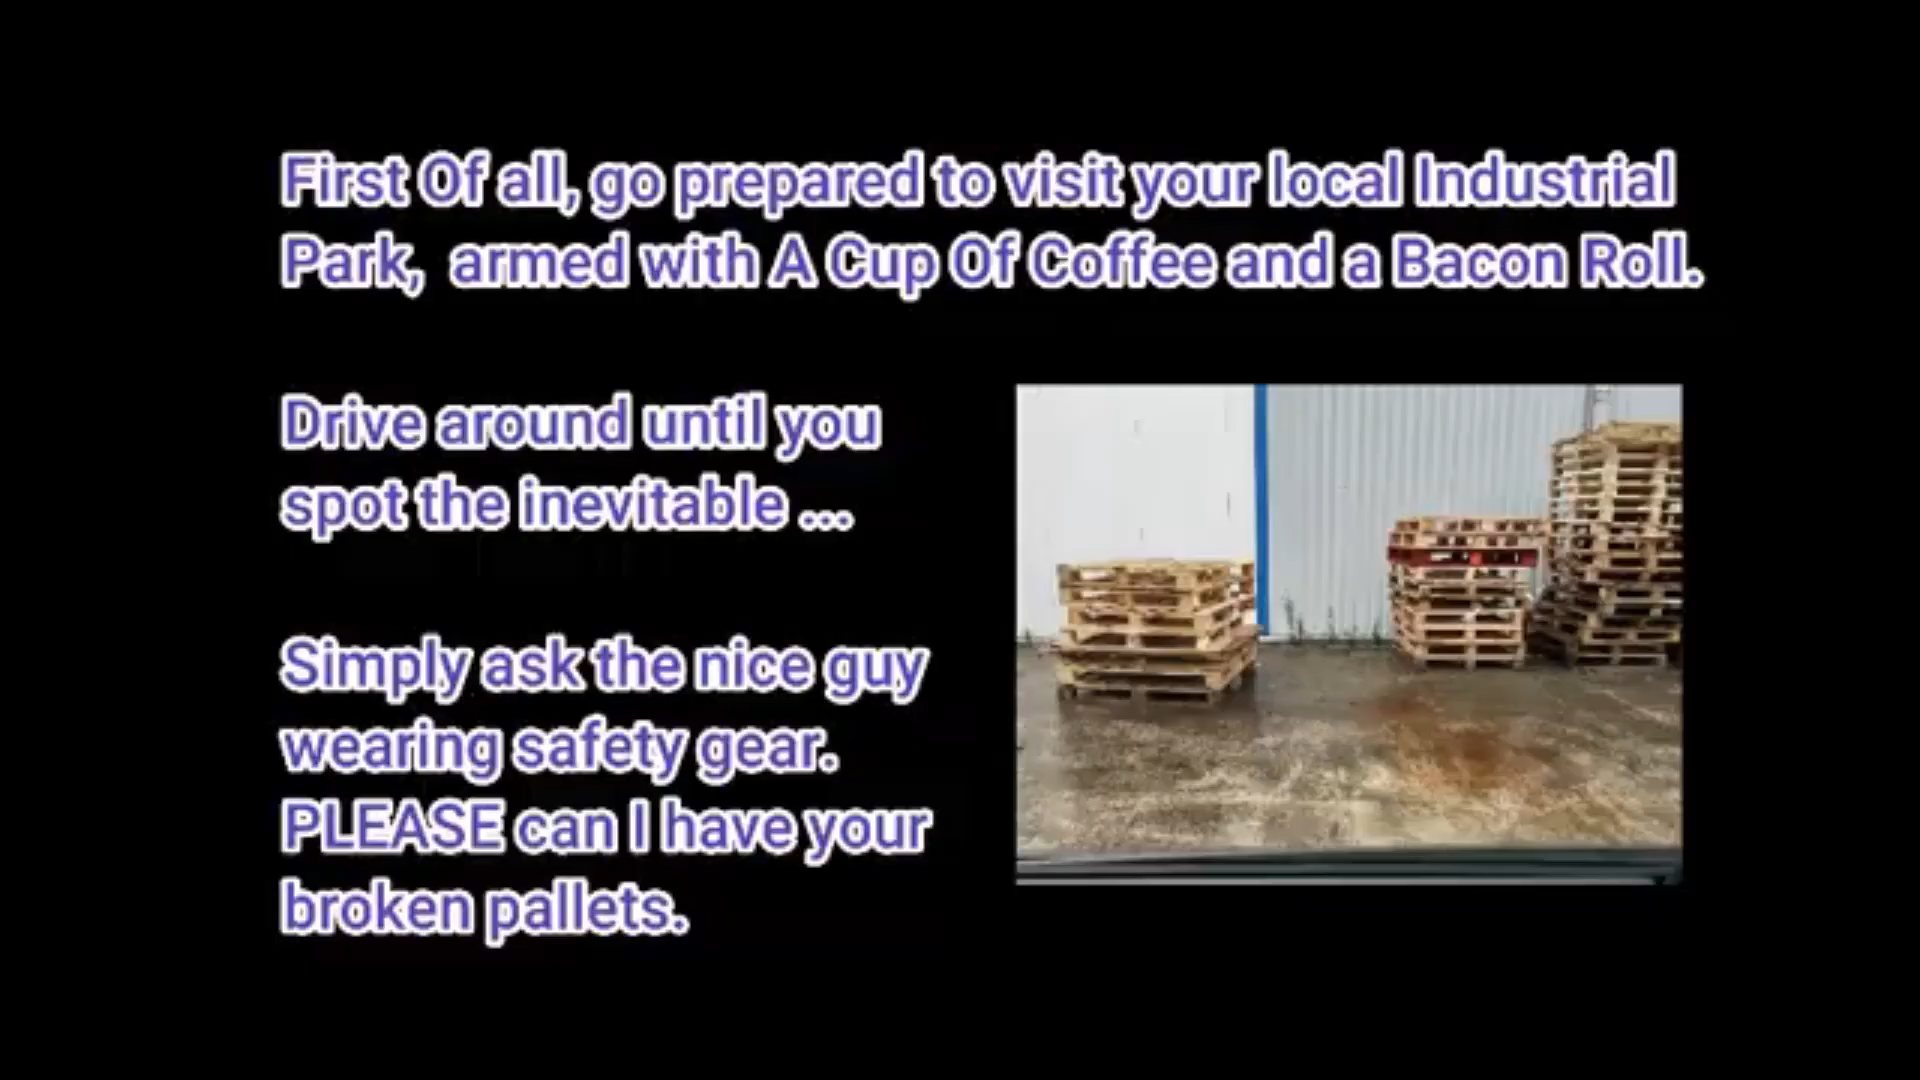 First Of all, go prepared to visit your local Industrial
Park,  armed with A Cup Of Coffee and a Bacon Roll.
Drive around until you
spot the inevitable ...
Simply ask the nice guy
wearing safety gear.
PLEASE can I have your
broken pallets.